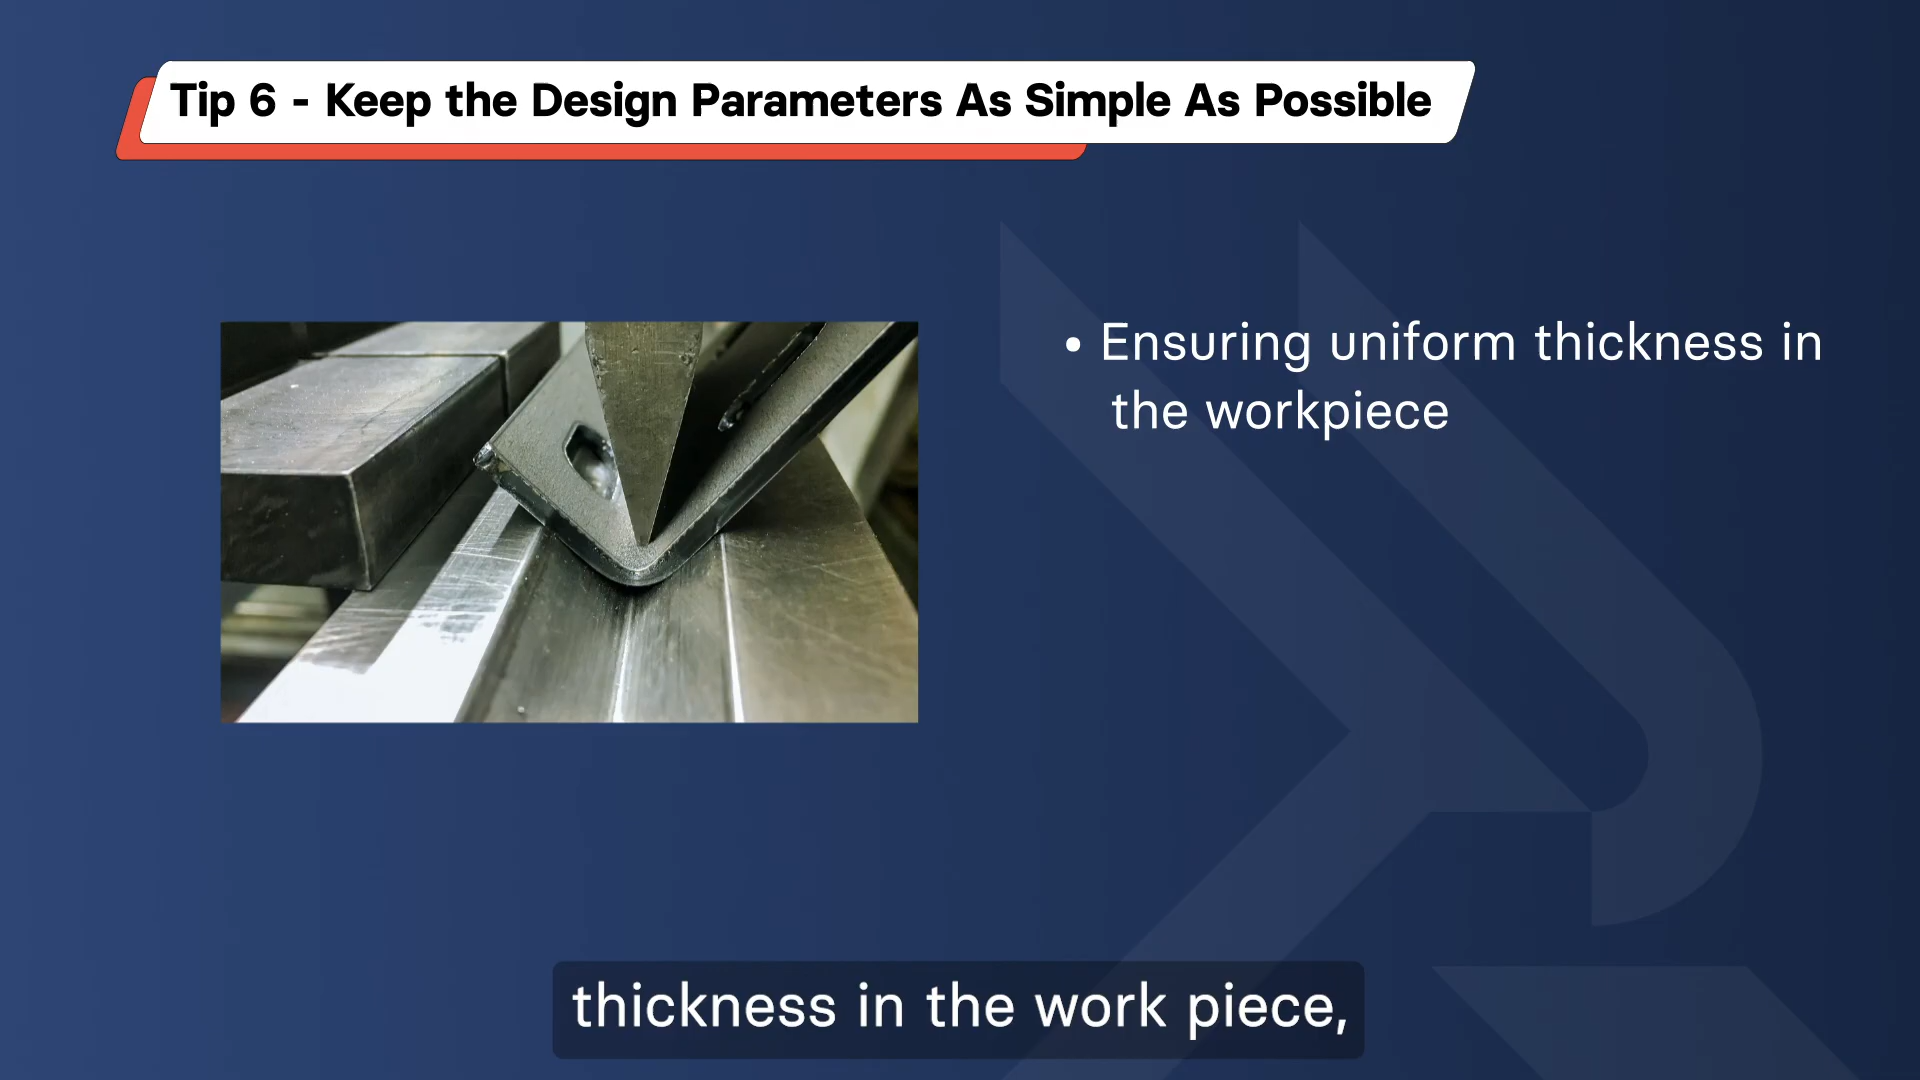 Tip 6 - Keep the Design Parameters As Simple As Possible
• Ensuring uniform thickness in
the workpiece
thickness in the work piece,